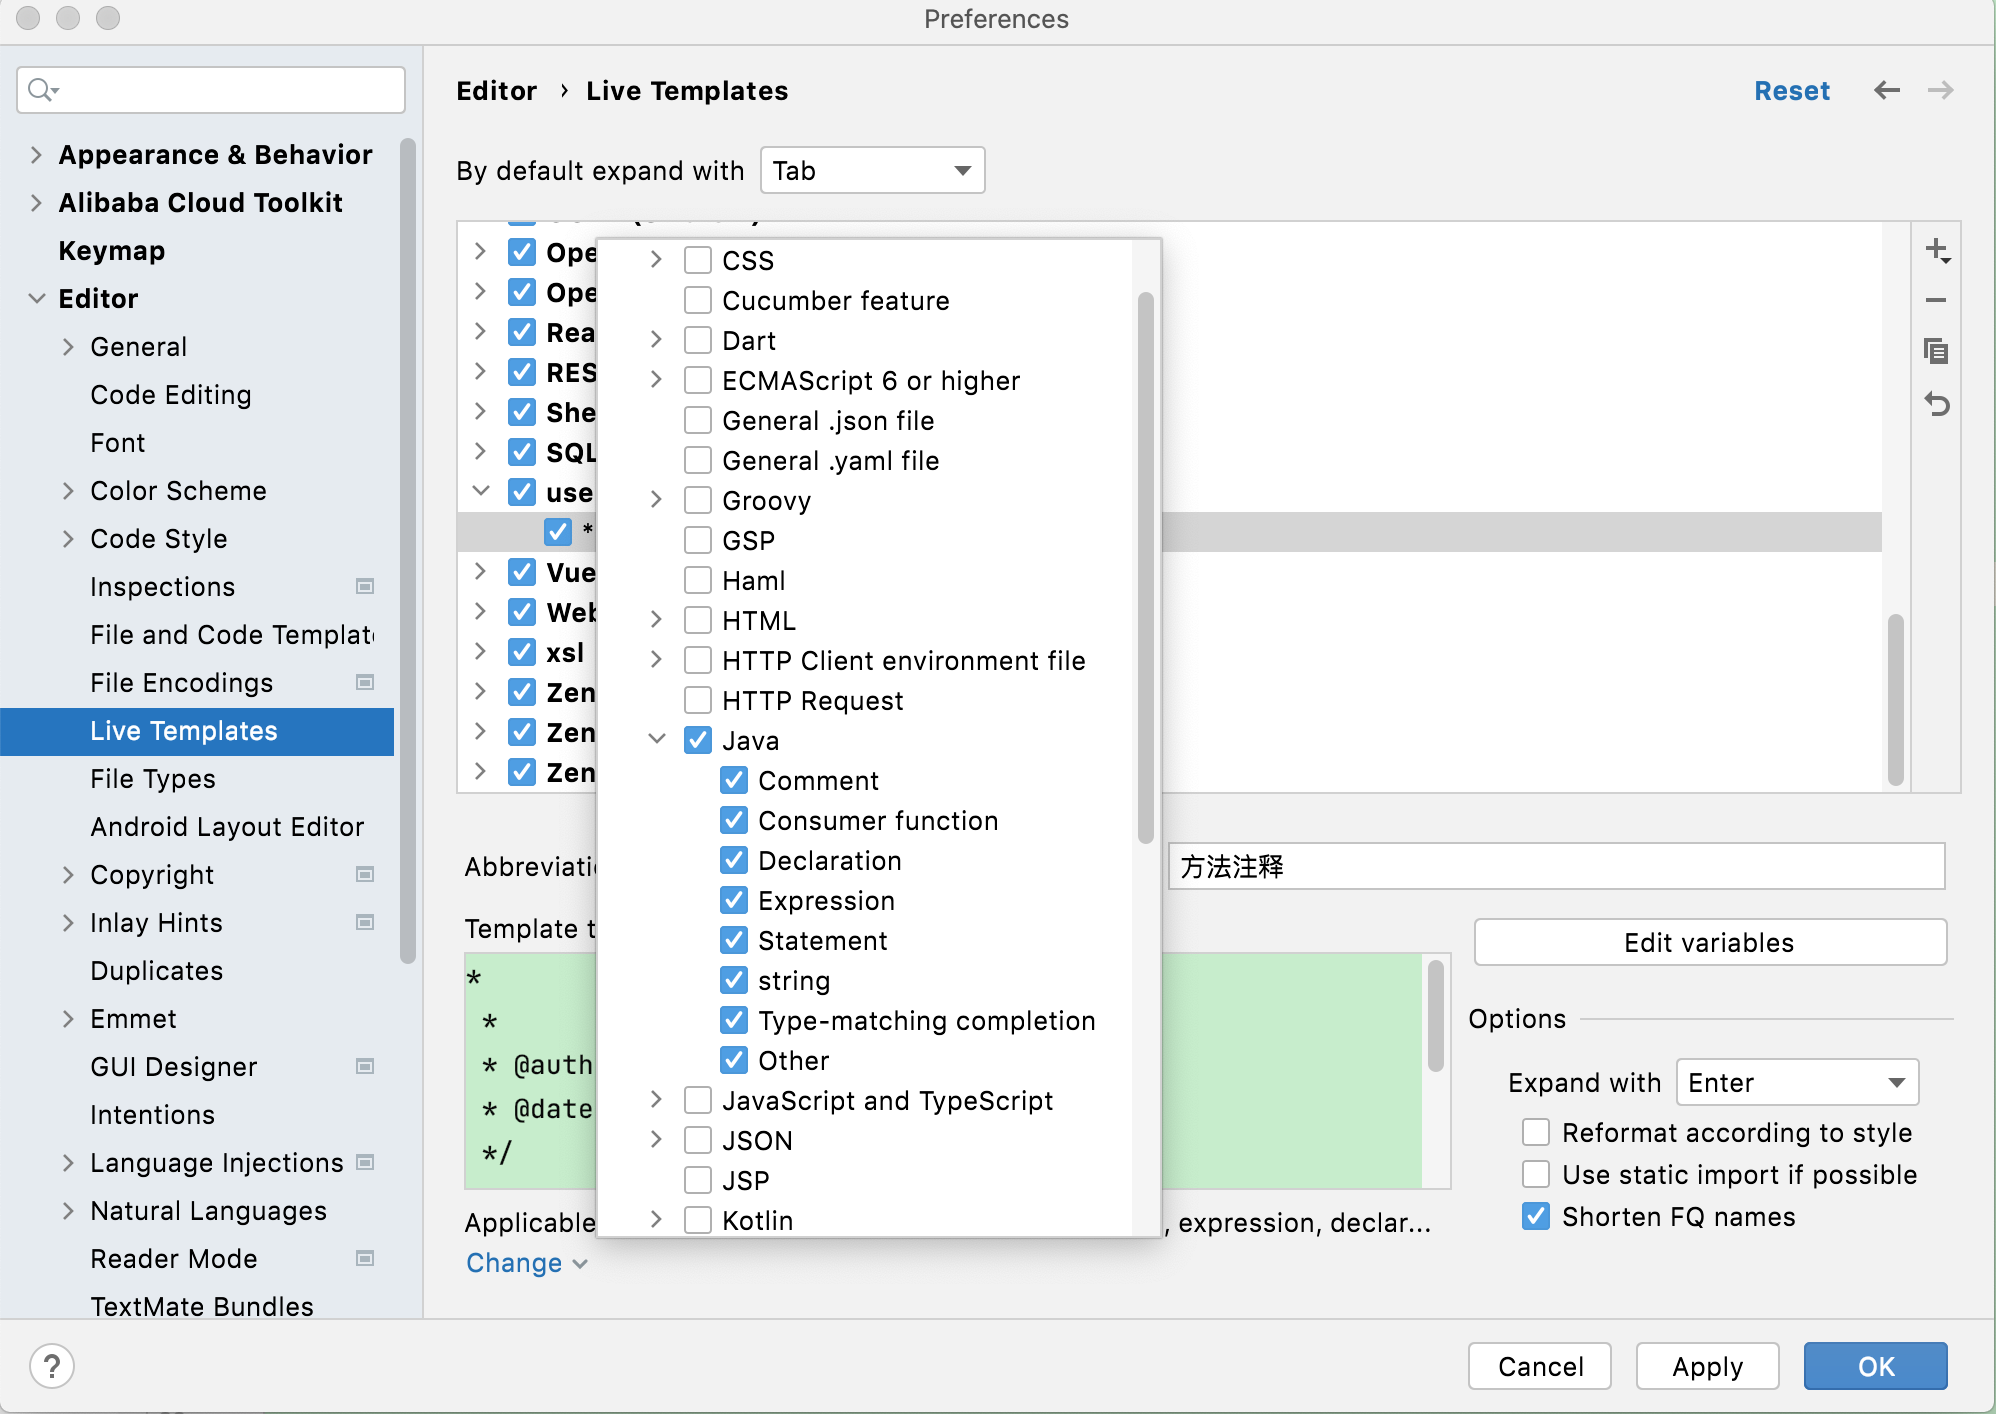 Preferences
Appearance & Behavior
Alibaba Cloud Toolkit
Keymap
Editor
General
Code Editing
Font
Color Scheme
Code Style
Inspections
File and Code Templat
File Encodings
Live Templates
File Types
Android Layout Editor
Copyright
Inlay Hints
Duplicates
Emmet
GUI Designer
Intentions
Language Injections
Natural Languages
Reader Mode
TextMate Bundles
Editor › Live Templates
Reset
By default expand with Tab
Ope
Ope
Rea
RES
She
SQL
use
*
Vue
Web
xsl
Zen
Zen
Zen
CSS
Cucumber feature
Dart
ECMAScript 6 or higher
General .json file
General .yaml file
Groovy
GSP
Haml
HTML
HTTP Client environment file
HTTP Request
Java
Comment
Consumer function
Declaration
Expression
Statement
string
Type-matching completion
Other
JavaScript and TypeScript
JSON
JSP
Kotlin
Abbreviati
方法注释
Template t
*
*
* @auth
* @date
*/
Edit variables
Options
Expand with Enter
Reformat according to style
Use static import if possible
Shorten FQ names
Applicable
, expression, declar...
Change
?
Cancel
Apply
OK